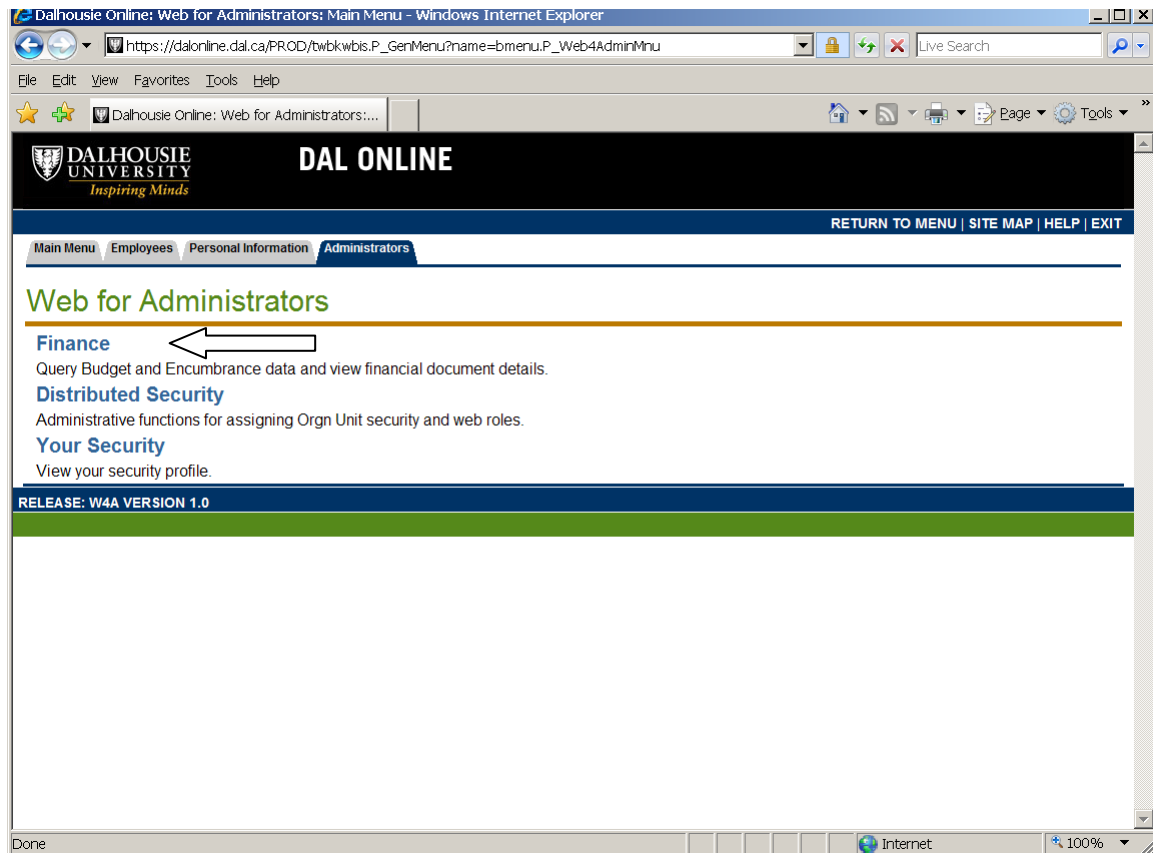 Dalhousie Online: Web for Administrators: Main Menu - Windows Internet Explorer
https://dalonline.dal.ca/PROD/twbkwbis.P_GenMenu?name=bmenu.P_Web4AdminMnu
Live Search
File Edit View Favorites Tools Help
Dalhousie Online: Web for Administrators:...
Page Tools
DALHOUSIE
UNIVERSITY
Inspiring Minds
DAL ONLINE
RETURN TO MENU | SITE MAP | HELP | EXIT
Main Menu Employees Personal Information Administrators
Web for Administrators
Finance
Query Budget and Encumbrance data and view financial document details.
Distributed Security
Administrative functions for assigning Orgn Unit security and web roles.
Your Security
View your security profile.
RELEASE: W4A VERSION 1.0
Done Internet 100%